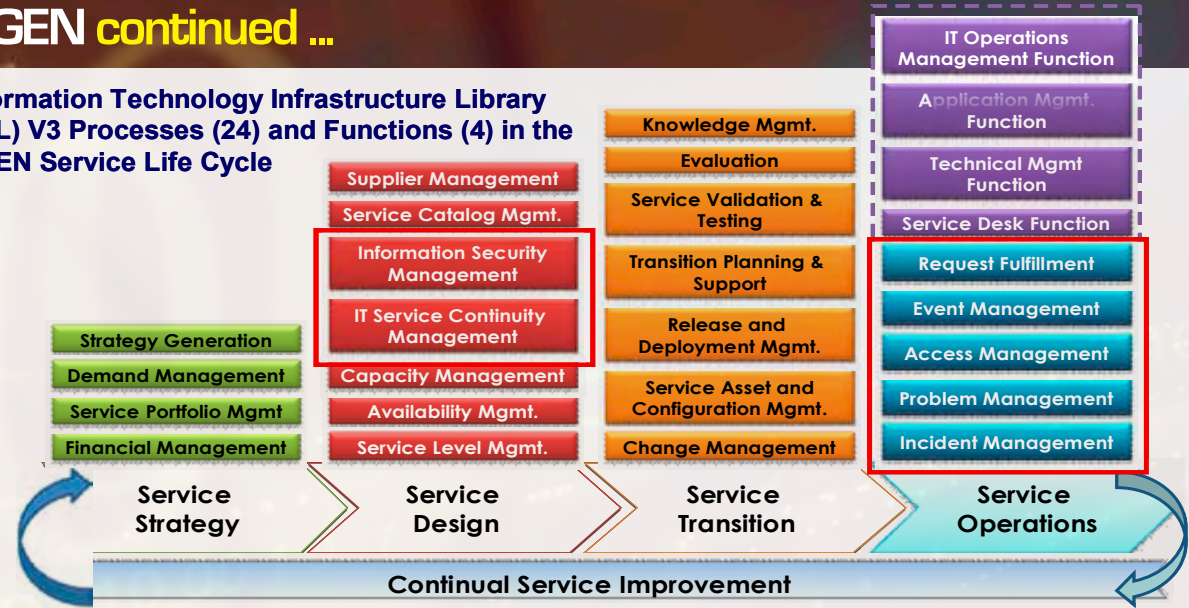 GEN continued ...
ormation Technology Infrastructure Library
L) V3 Processes (24) and Functions (4) in the
EN Service Life Cycle
Strategy Generation
Demand Management
Service Portfolio Mgmt
Financial Management
Supplier Management
Service Catalog Mgmt.
Information Security
Management
IT Service Continuity
Management
Capacity Management
Availability Mgmt.
Service Level Mgmt.
Knowledge Mgmt.
Evaluation
Service Validation &
Testing
Transition Planning &
Support
Release and
Deployment Mgmt.
Service Asset and
Configuration Mgmt.
Change Management
IT Operations
Management Function
Application Mgmt.
Function
Technical Mgmt
Function
Service Desk Function
Request Fulfillment
Event Management
Access Management
Problem Management
Incident Management
Service
Strategy
Service
Design
Service
Transition
Service
Operations
Continual Service Improvement